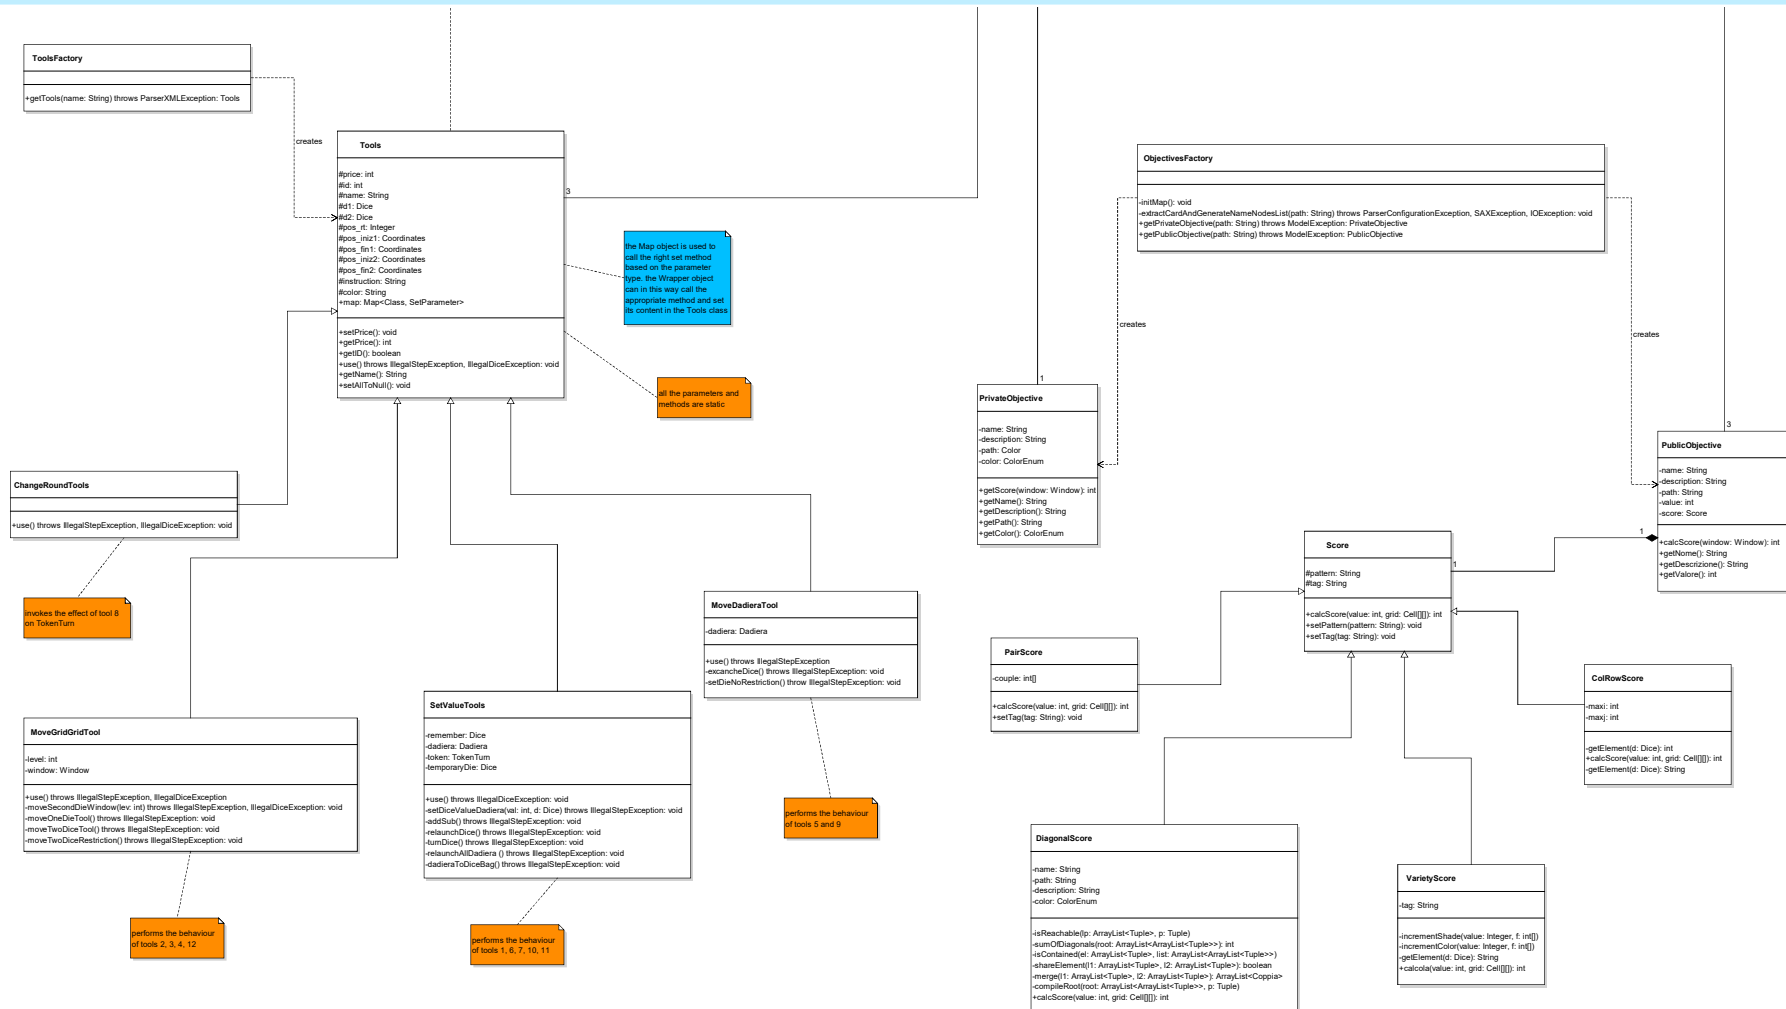 ToolsFactory
+getTools(name: String) throws ParserXMLException: Tools
creates
Tools
#price: int
#id: int
#name: String
#d1: Dice
#d2: Dice
#pos_rt: Integer
#pos_iniz1: Coordinates
#pos_fin1: Coordinates
#pos_iniz2: Coordinates
#pos_fin2: Coordinates
#instruction: String
#color: String
+map: Map<Class, SetParameter>
+setPrice(): void
+getPrice(): int
+getID(): boolean
+use() throws IllegalStepException, IllegalDiceException: void
+getName(): String
+setAllToNull(): void
3
the Map object is used to
call the right set method
based on the parameter
type. the Wrapper object
can in this way call the
appropriate method and set
its content in the Tools class
all the parameters and
methods are static
ObjectivesFactory
-initMap(): void
-extractCardAndGenerateNameNodesList(path: String) throws ParserConfigurationException, SAXException, IOException: void
+getPrivateObjective(path: String) throws ModelException: PrivateObjective
+getPublicObjective(path: String) throws ModelException: PublicObjective
creates
creates
1
PrivateObjective
-name: String
-description: String
-path: Color
-color: ColorEnum
+getScore(window: Window): int
+getName(): String
+getDescription(): String
+getPath(): String
+getColor(): ColorEnum
3
PublicObjective
-name: String
-description: String
-path: String
-value: int
-score: Score
+calcScore(window: Window): int
+getNome(): String
+getDescrizione(): String
+getValore(): int
1
1
ChangeRoundTools
+use() throws IllegalStepException, IllegalDiceException: void
invokes the effect of tool 8
on TokenTurn
Score
#pattern: String
#tag: String
+calcScore(value: int, grid: Cell[][]): int
+setPattern(pattern: String): void
+setTag(tag: String): void
MoveDadieraTool
-dadiera: Dadiera
+use() throws IllegalStepException
-excancheDice() throws IllegalStepException: void
-setDieNoRestriction() throw IllegalStepException: void
PairScore
-couple: int[]
+calcScore(value: int, grid: Cell[][]): int
+setTag(tag: String): void
ColRowScore
-maxi: int
-maxj: int
-getElement(d: Dice): int
+calcScore(value: int, grid: Cell[][]): int
-getElement(d: Dice): String
MoveGridGridTool
-level: int
-window: Window
+use() throws IllegalStepException, IllegalDiceException
-moveSecondDieWindow(lev: int) throws IllegalStepException, IllegalDiceException: void
-moveOneDieTool() throws IllegalStepException: void
-moveTwoDiceTool() throws IllegalStepException: void
-moveTwoDiceRestriction() throws IllegalStepException: void
SetValueTools
-remember: Dice
-dadiera: Dadiera
-token: TokenTurn
-temporaryDie: Dice
+use() throws IllegalDiceException: void
-setDiceValueDadiera(val: int, d: Dice) throws IllegalStepException: void
-addSub() throws IllegalStepException: void
-relaunchDice() throws IllegalStepException: void
-turnDice() throws IllegalStepException: void
-relaunchAllDadiera () throws IllegalStepException: void
-dadieraToDiceBag() throws IllegalStepException: void
performs the behaviour
of tools 5 and 9
performs the behaviour
of tools 2, 3, 4, 12
performs the behaviour
of tools 1, 6, 7, 10, 11
DiagonalScore
-name: String
-path: String
-description: String
-color: ColorEnum
-isReachable(lp: ArrayList<Tuple>, p: Tuple)
-sumOfDiagonals(root: ArrayList<ArrayList<Tuple>>): int
-isContained(el: ArrayList<Tuple>, list: ArrayList<ArrayList<Tuple>>)
-shareElement(l1: ArrayList<Tuple>, l2: ArrayList<Tuple>): boolean
-merge(l1: ArrayList<Tuple>, l2: ArrayList<Tuple>): ArrayList<Coppia>
-compileRoot(root: ArrayList<ArrayList<Tuple>>, p: Tuple)
+calcScore(value: int, grid: Cell[][]): int
VarietyScore
-tag: String
-incrementShade(value: Integer, f: int[])
-incrementColor(value: Integer, f: int[])
-getElement(d: Dice): String
+calcola(value: int, grid: Cell[][]): int